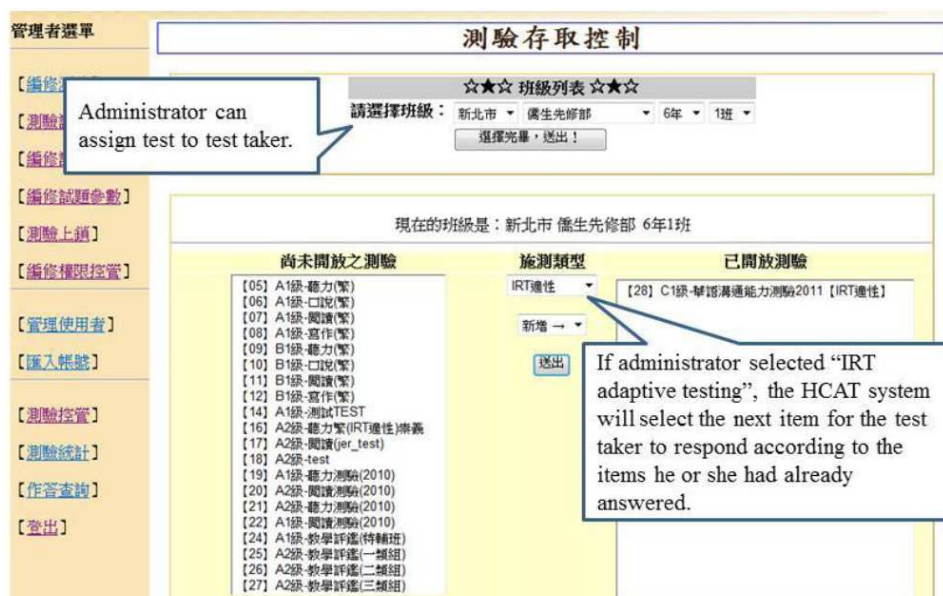 管理者選單
【編修
【測驗
【編修
【編修試題參數】
【測驗上鎖】
【編修權限控管】
【管理使用者】
【匯入帳號】
【測驗控管】
【測驗統計】
【作答查詢】
【登出】
測驗存取控制
☆★☆ 班級列表 ☆★☆
請選擇班級： 新北市 僑生先修部 6年 1班
選擇完畢，送出！
Administrator can
assign test to test taker.
現在的班級是：新北市 僑生先修部 6年1班
尚未開放之測驗
【05】A1級-聽力(繁)
【06】A1級-口說(繁)
【07】A1級-閱讀(繁)
【08】A1級-寫作(繁)
【09】B1級-聽力(繁)
【10】B1級-口說(繁)
【11】B1級-閱讀(繁)
【12】B1級-寫作(繁)
【14】A1級-測試TEST
【16】A2級-聽力繁(IRT適性)崇義
【17】A2級-閱讀(jer_test)
【18】A2級-test
【19】A1級-聽力測驗(2010)
【20】A2級-閱讀測驗(2010)
【21】A2級-聽力測驗(2010)
【22】A1級-閱讀測驗(2010)
【24】A1級-教學評鑑(特輔班)
【25】A2級-教學評鑑(一類組)
【26】A2級-教學評鑑(二類組)
【27】A2級-教學評鑑(三類組)
施測類型
IRT適性
新增 →
送出
已開放測驗
【28】C1級-華語溝通能力測驗2011【IRT適性】
If administrator selected “IRT
adaptive testing”, the HCAT system
will select the next item for the test
taker to respond according to the
items he or she had already
answered.